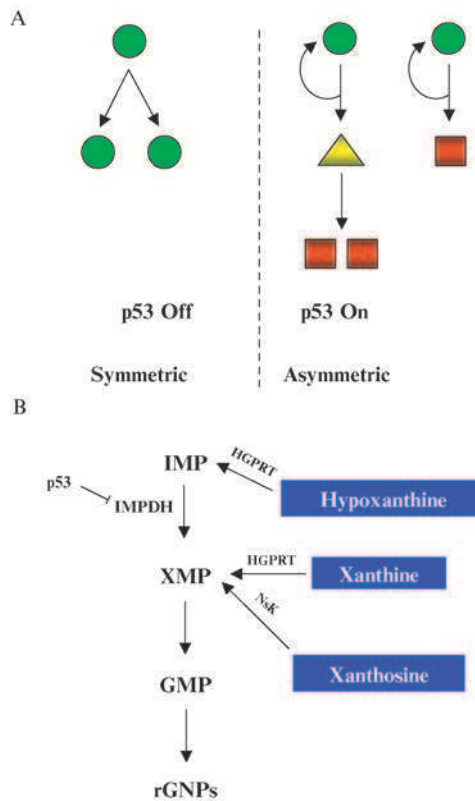 A
p53 Off
p53 On
Symmetric
Asymmetric
B
IMP
HGPRT
Hypoxanthine
p53
IMPDH
XMP
HGPRT
Xanthine
NsK
Xanthosine
GMP
rGNPs